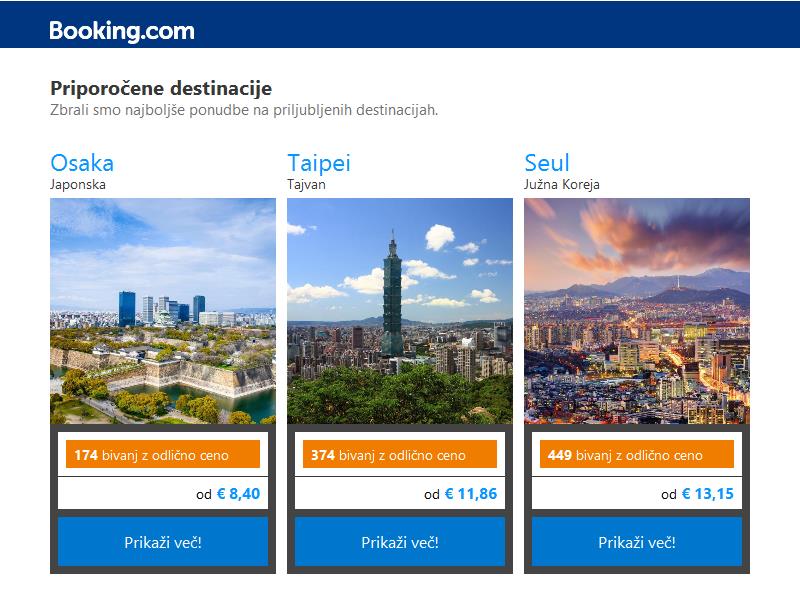 Booking.com
Priporočene destinacije
Zbrali smo najboljše ponudbe na priljubljenih destinacijah.
Osaka
Japonska
174 bivanj z odlično ceno
od € 8,40
Prikaži več!
Taipei
Tajvan
374 bivanj z odlično ceno
od € 11,86
Prikaži več!
Seul
Južna Koreja
449 bivanj z odlično ceno
od € 13,15
Prikaži več!